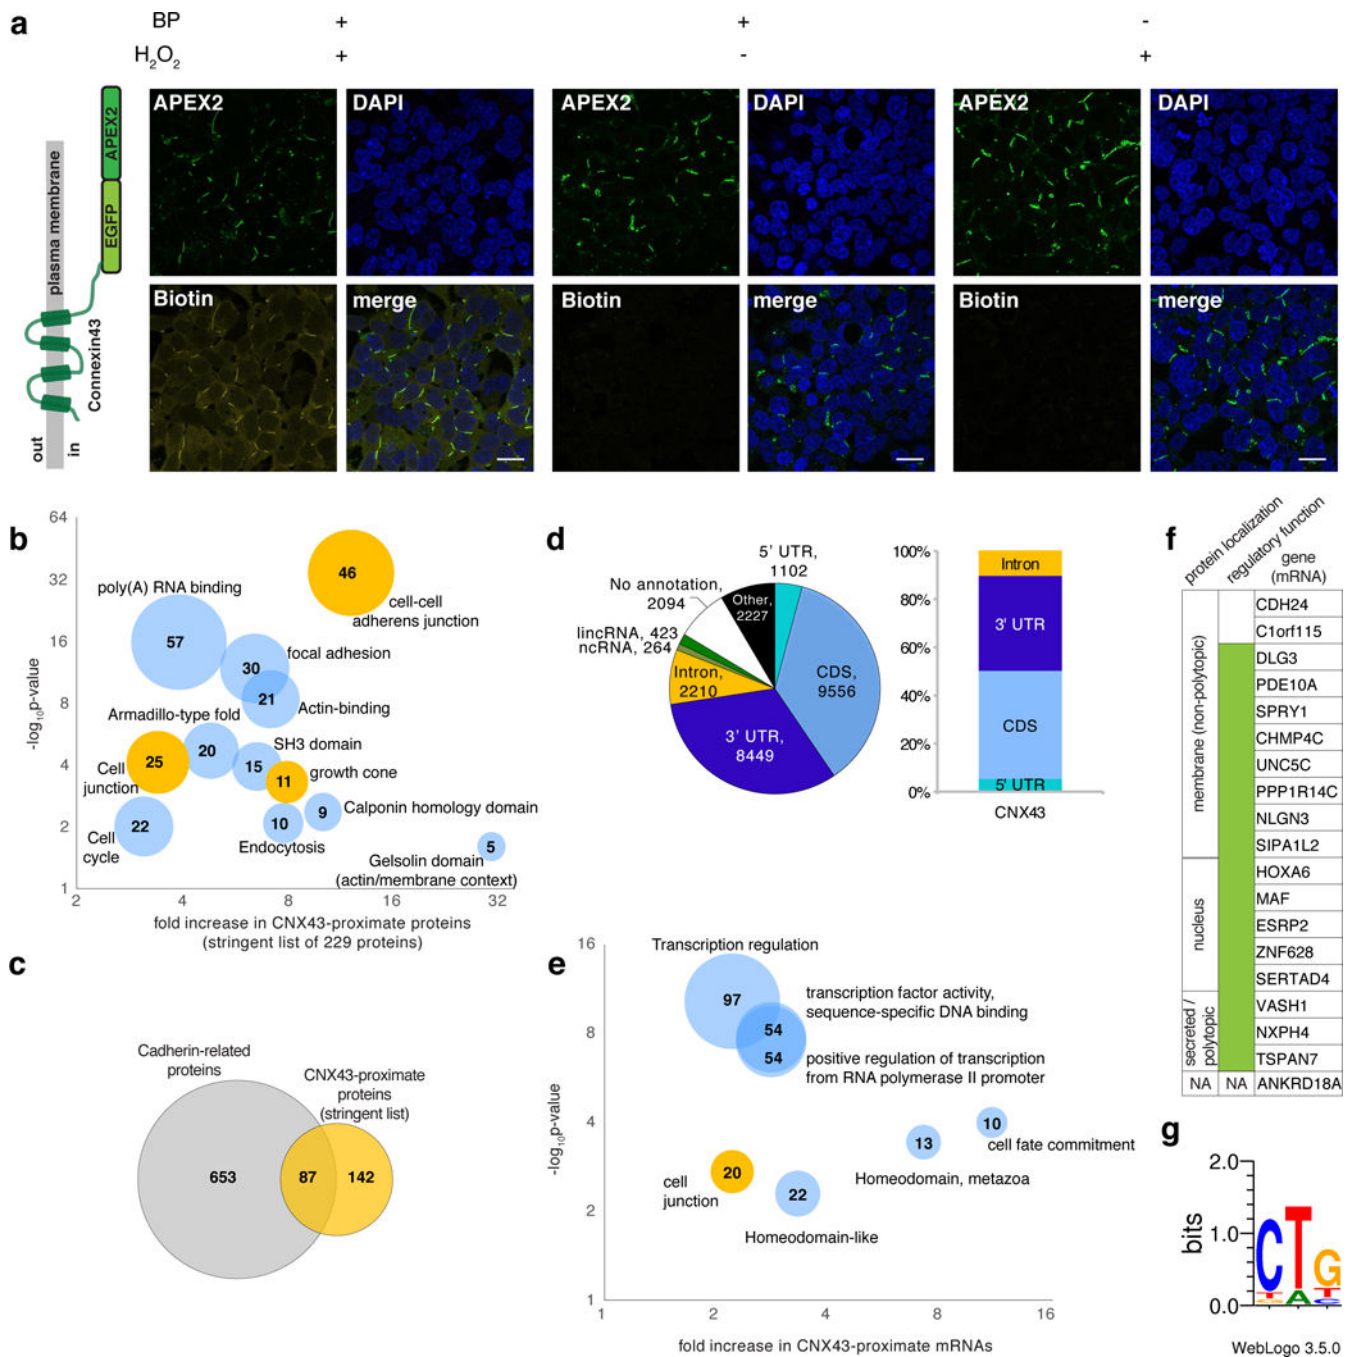 a
BP + + -
H₂O₂ + - +
APEX2
EGFP
plasma membrane
Connexin43
out
in
APEX2 DAPI APEX2 DAPI APEX2 DAPI
Biotin merge Biotin merge Biotin merge
b
-log₁₀p-value
64
32
16
8
4
2
1
2 4 8 16 32
46
cell-cell
adherens junction
poly(A) RNA binding
57
30
focal adhesion
21
Actin-binding
Armadillo-type fold
20
SH3 domain
15
25
Cell
junction
11
growth cone
9
Calponin homology domain
10
Endocytosis
22
Cell
cycle
5
Gelsolin domain
(actin/membrane context)
fold increase in CNX43-proximate proteins
(stringent list of 229 proteins)
c
Cadherin-related
proteins
CNX43-proximate
proteins
(stringent list)
653
87
142
d
5' UTR,
1102
No annotation,
2094
Other,
2227
lincRNA, 423
ncRNA, 264
Intron,
2210
CDS,
9556
3' UTR,
8449
100%
80%
60%
40%
20%
0%
Intron
3' UTR
CDS
5' UTR
CNX43
e
-log₁₀p-value
16
8
4
2
1
1 2 4 8 16
Transcription regulation
97
54
transcription factor activity,
sequence-specific DNA binding
54
positive regulation of transcription
from RNA polymerase II promoter
10
cell fate commitment
13
Homeodomain, metazoa
20
cell
junction
22
Homeodomain-like
fold increase in CNX43-proximate mRNAs
f
protein localization
regulatory function
gene
(mRNA)
membrane (non-polytopic)
CDH24
C1orf115
DLG3
PDE10A
SPRY1
CHMP4C
UNC5C
PPP1R14C
NLGN3
SIPA1L2
nucleus
HOXA6
MAF
ESRP2
ZNF628
SERTAD4
secreted /
polytopic
VASH1
NXPH4
TSPAN7
NA NA ANKRD18A
g
bits
2.0
1.0
0.0
C T G
T A T
G C
WebLogo 3.5.0